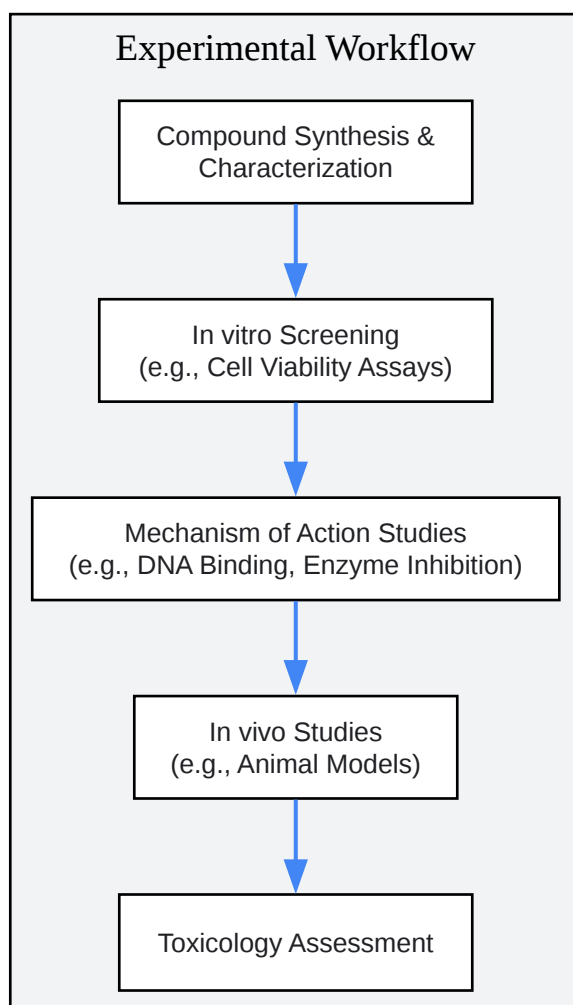 Experimental Workflow
Compound Synthesis &
Characterization
In vitro Screening
(e.g., Cell Viability Assays)
Mechanism of Action Studies
(e.g., DNA Binding, Enzyme Inhibition)
In vivo Studies
(e.g., Animal Models)
Toxicology Assessment